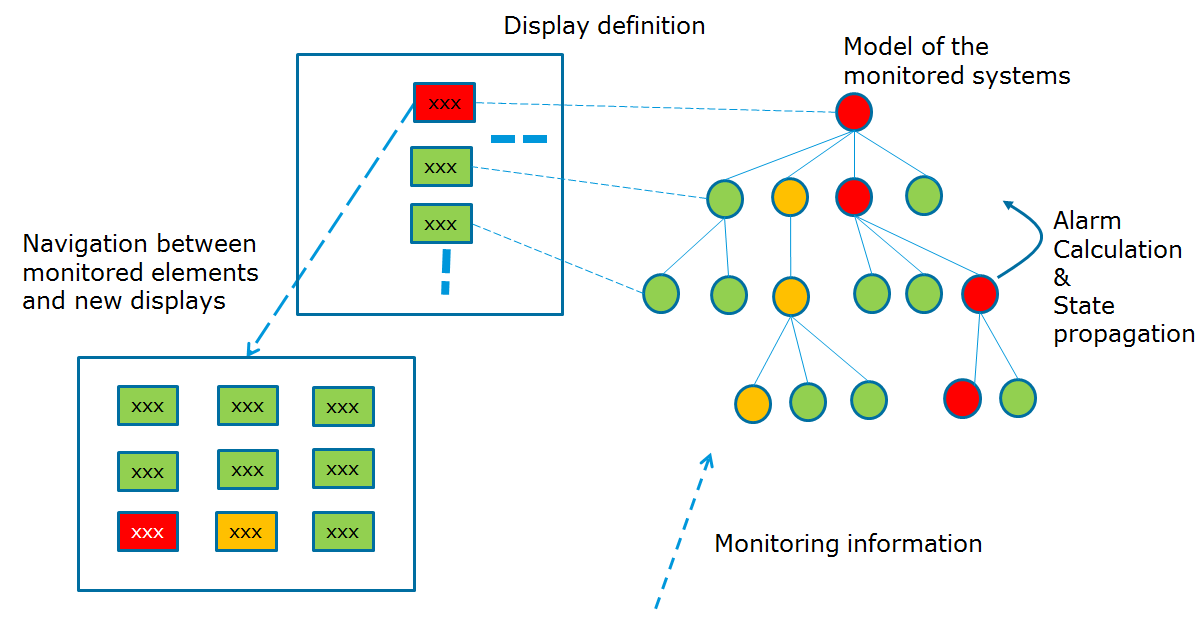 Display definition
Model of the
monitored systems
xxx
xxx
xxx
Navigation between
monitored elements
and new displays
Alarm
Calculation
&
State
propagation
xxx
xxx
xxx
xxx
xxx
xxx
xxx
xxx
xxx
Monitoring information